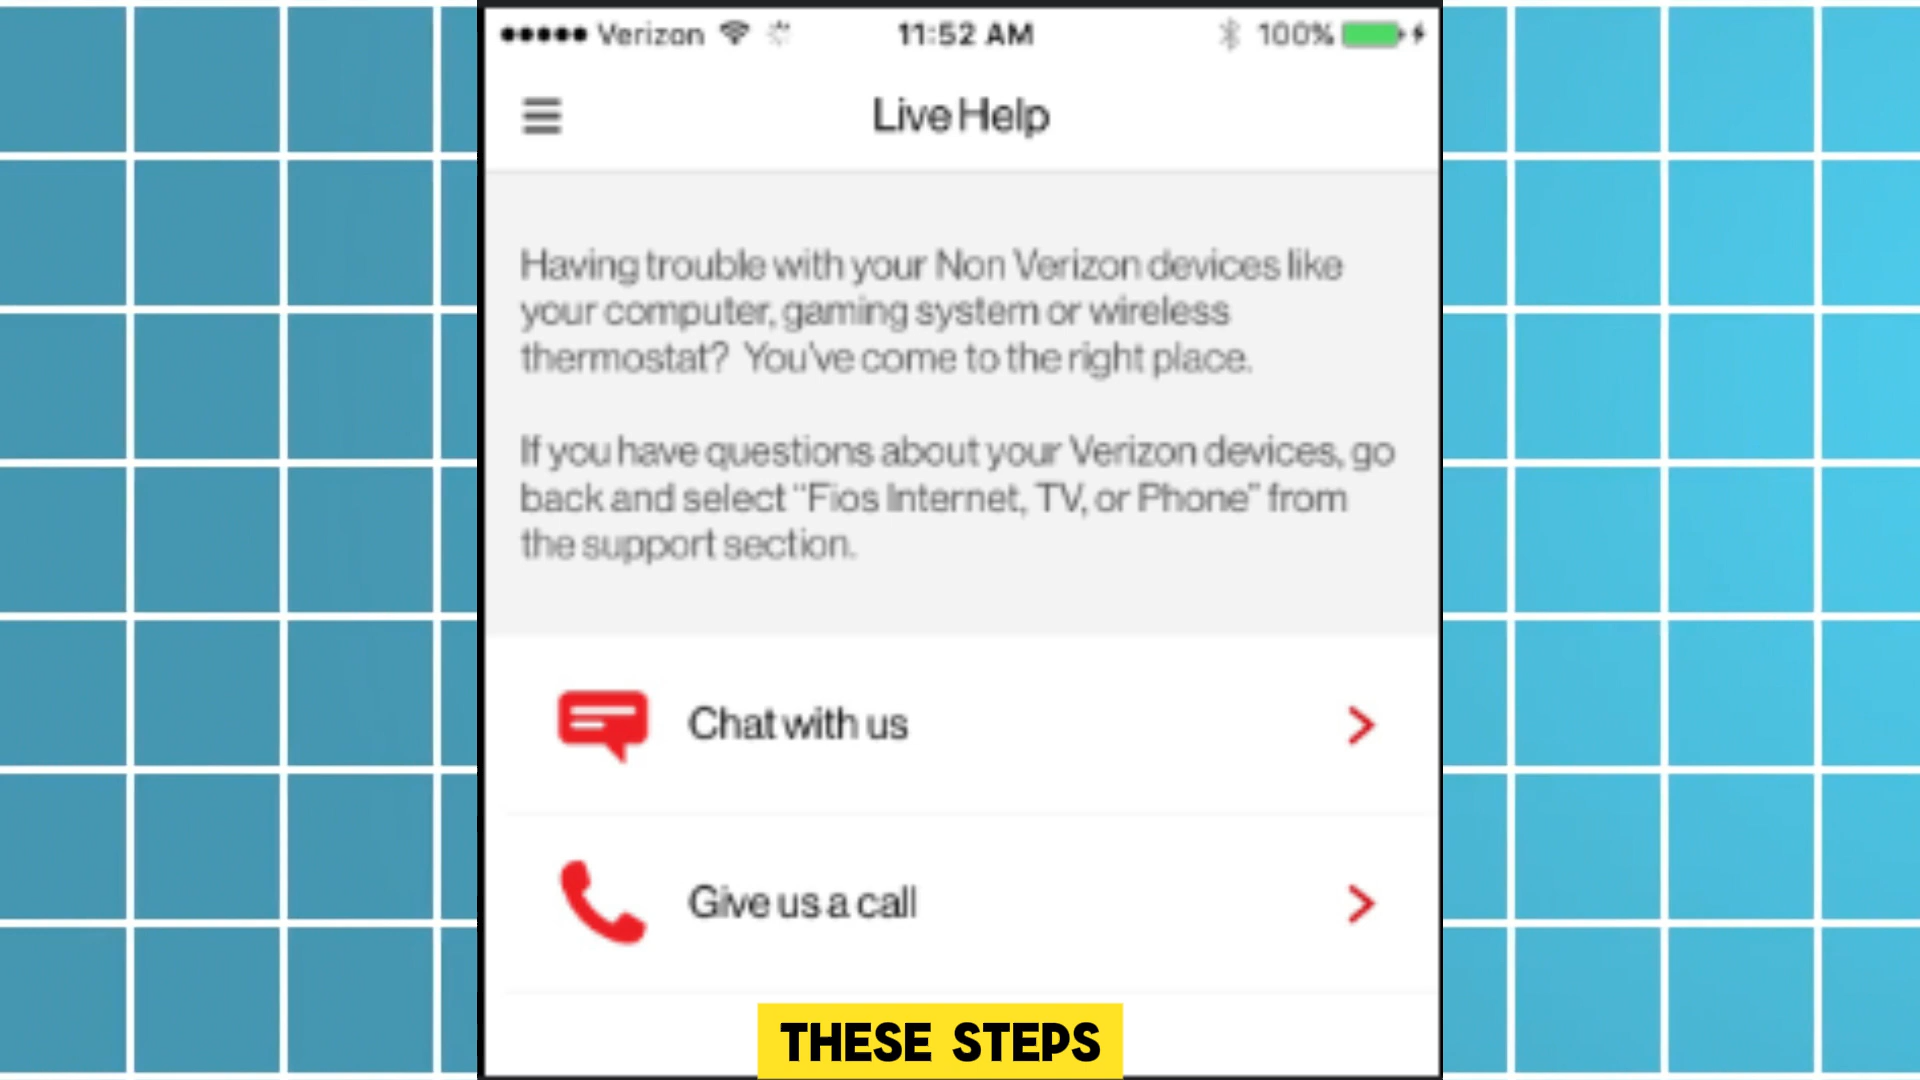 Verizon 11:52 AM 100%
Live Help
Having trouble with your Non Verizon devices like
your computer, gaming system or wireless
thermostat? You've come to the right place.
If you have questions about your Verizon devices, go
back and select "Fios Internet, TV, or Phone" from
the support section.
Chat with us
Give us a call
THESE STEPS